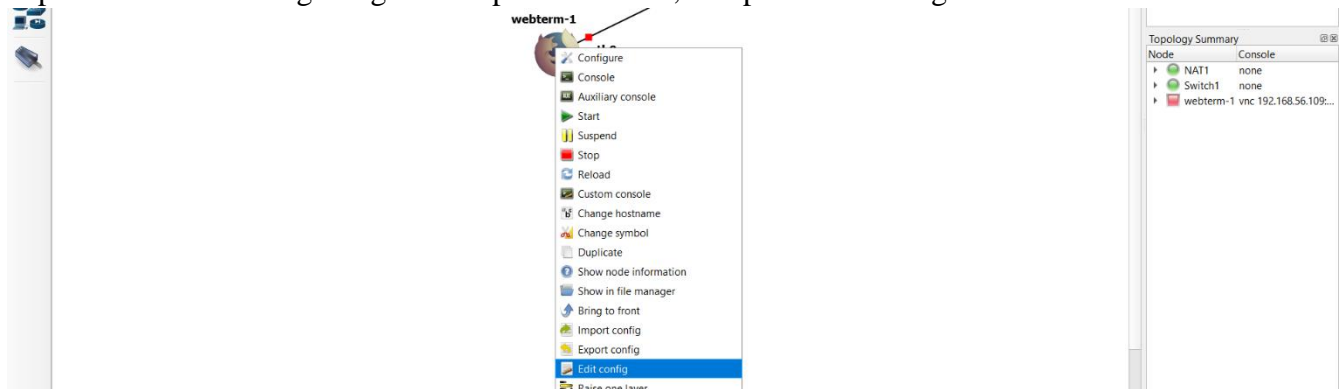 webterm-1
Configure
Console
Auxiliary console
Start
Suspend
Stop
Reload
Custom console
Change hostname
Change symbol
Duplicate
Show node information
Show in file manager
Bring to front
Import config
Export config
Edit config
Raise one layer
Topology Summary
Node Console
NAT1 none
Switch1 none
webterm-1 vnc 192.168.56.109:...